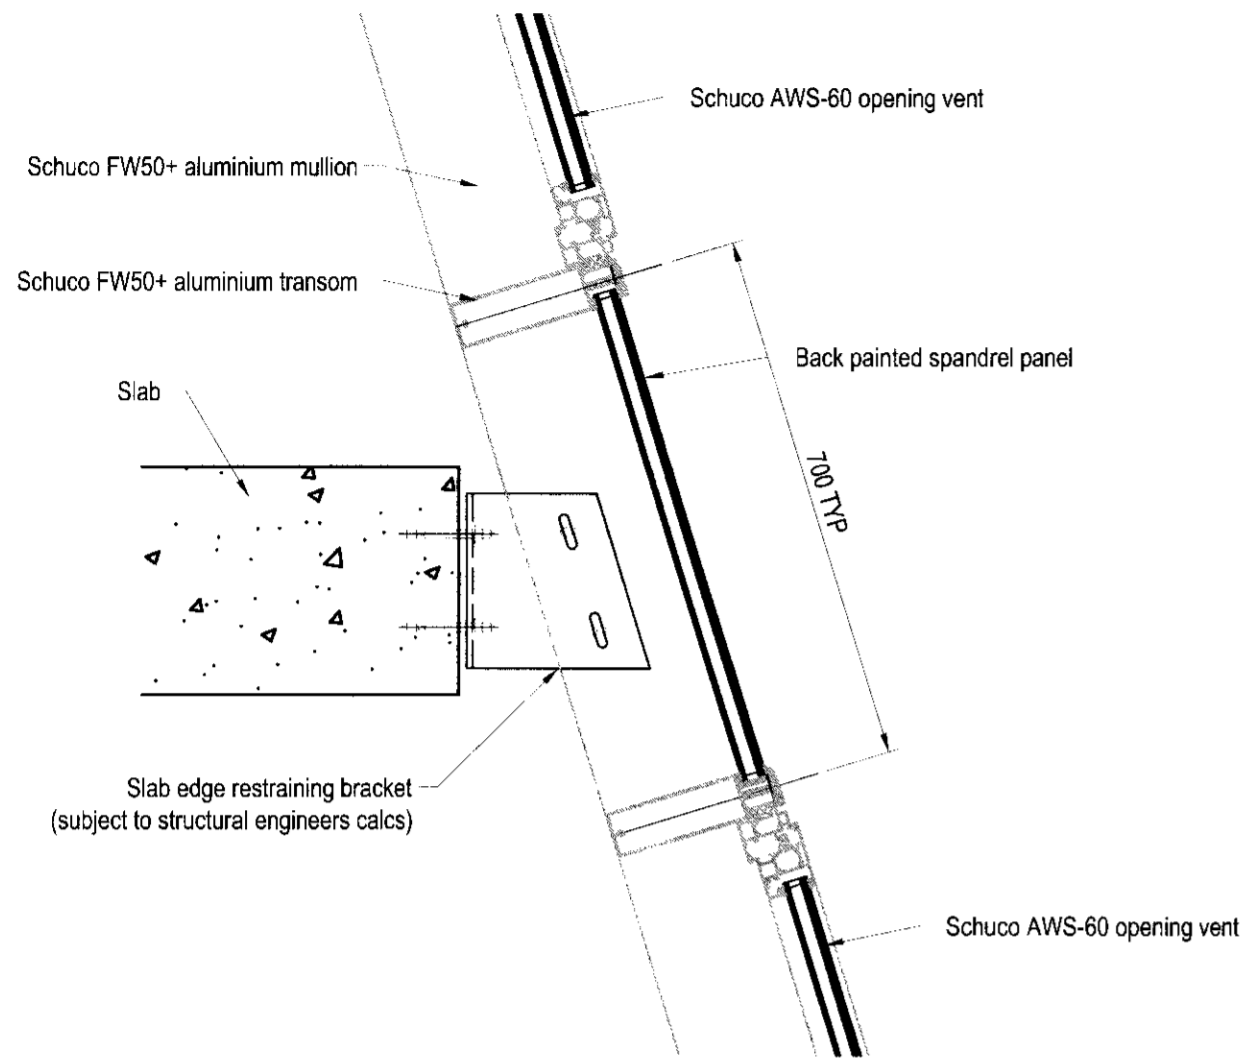 Schuco AWS-60 opening vent
Schuco FW50+ aluminium mullion
Schuco FW50+ aluminium transom
Back painted spandrel panel
Slab
700 TYP
Slab edge restraining bracket
(subject to structural engineers calcs)
Schuco AWS-60 opening vent